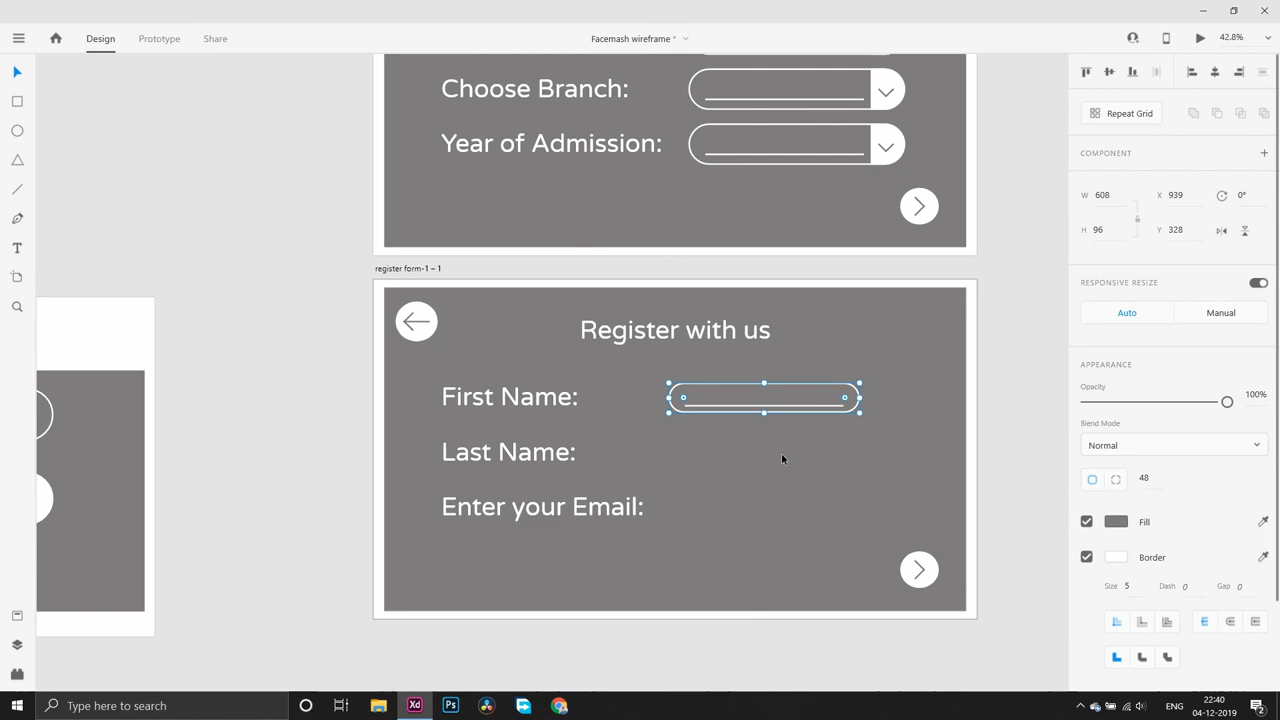 Design
Prototype
Share
Facemash wireframe *
42.8%
Choose Branch:
Year of Admission:
register form-1 – 1
Register with us
First Name:
Last Name:
Enter your Email:
Repeat Grid
COMPONENT
W 608
X 939
0°
H 96
Y 328
RESPONSIVE RESIZE
Auto
Manual
APPEARANCE
Opacity
100%
Blend Mode
Normal
48
Fill
Border
Size 5
Dash 0
Gap 0
Type here to search
Xd
Ps
ENG
22:40
04-12-2019
2